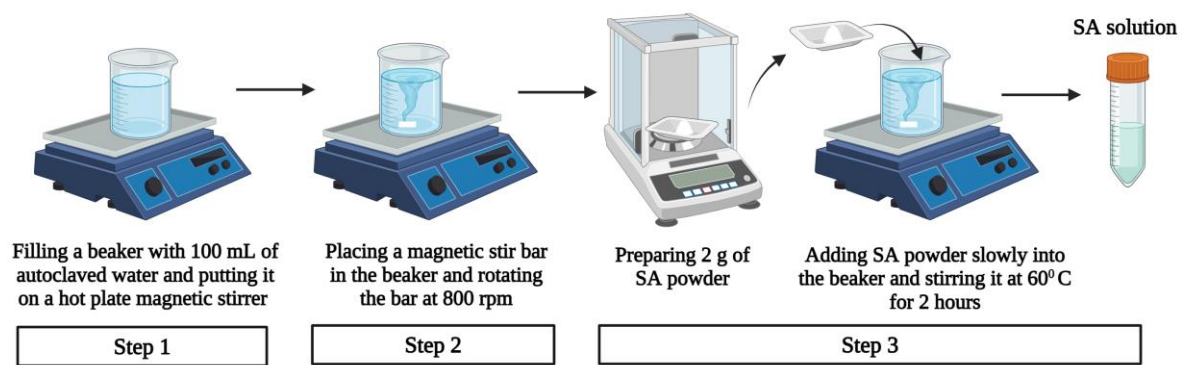 SA solution
Filling a beaker with 100 mL of
autoclaved water and putting it
on a hot plate magnetic stirrer
Placing a magnetic stir bar
in the beaker and rotating
the bar at 800 rpm
Preparing 2 g of
SA powder
Adding SA powder slowly into
the beaker and stirring it at 60⁰ C
for 2 hours
Step 1
Step 2
Step 3